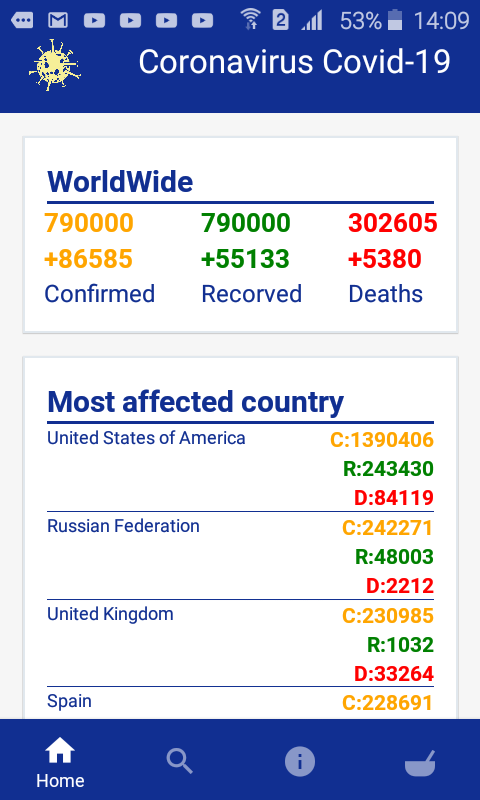 53% 14:09
Coronavirus Covid-19
WorldWide
790000 790000 302605
+86585 +55133 +5380
Confirmed Recorved Deaths
Most affected country
United States of America C:1390406
R:243430
D:84119
Russian Federation C:242271
R:48003
D:2212
United Kingdom C:230985
R:1032
D:33264
Spain C:228691
Home